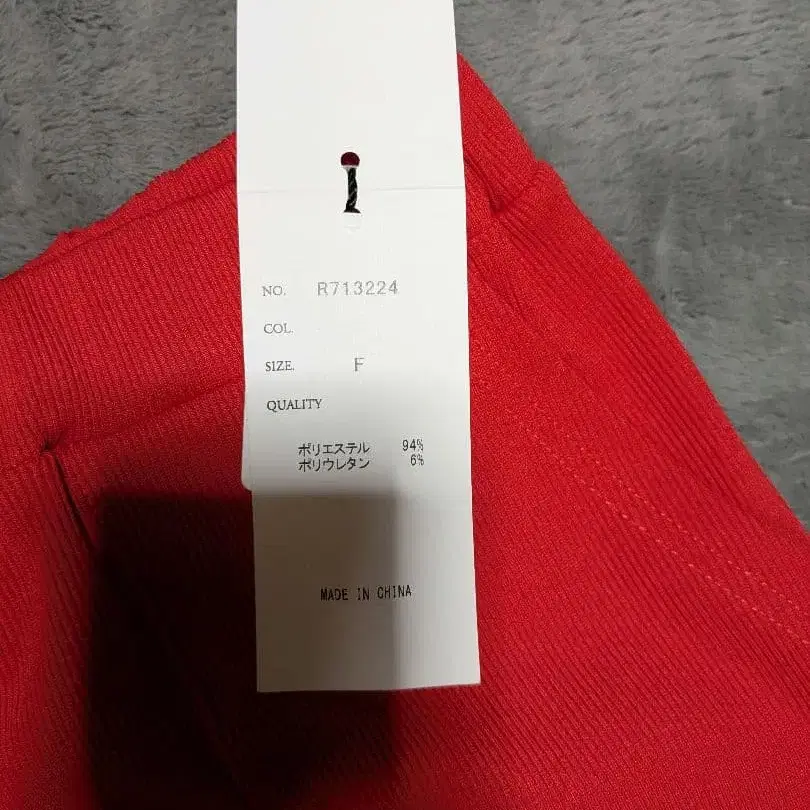 NO. R713224
COL.
SIZE. F
QUALITY
ポリエステル 94%
ポリウレタン 6%
MADE IN CHINA